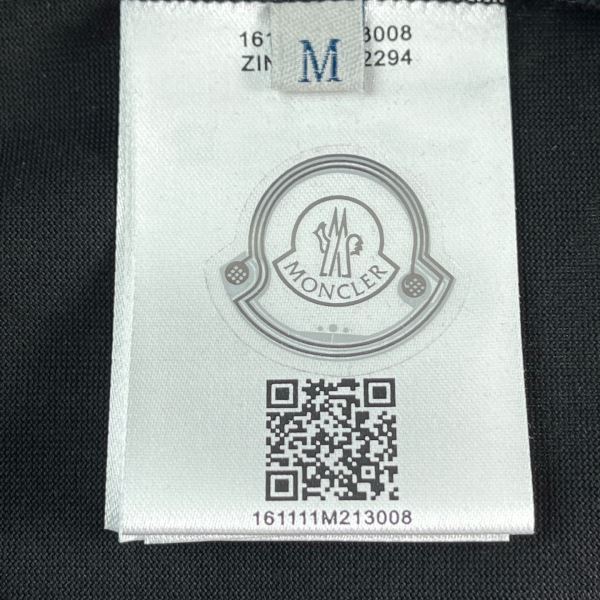 161 3008
M
ZIN 2294
MONCLER
161111M213008